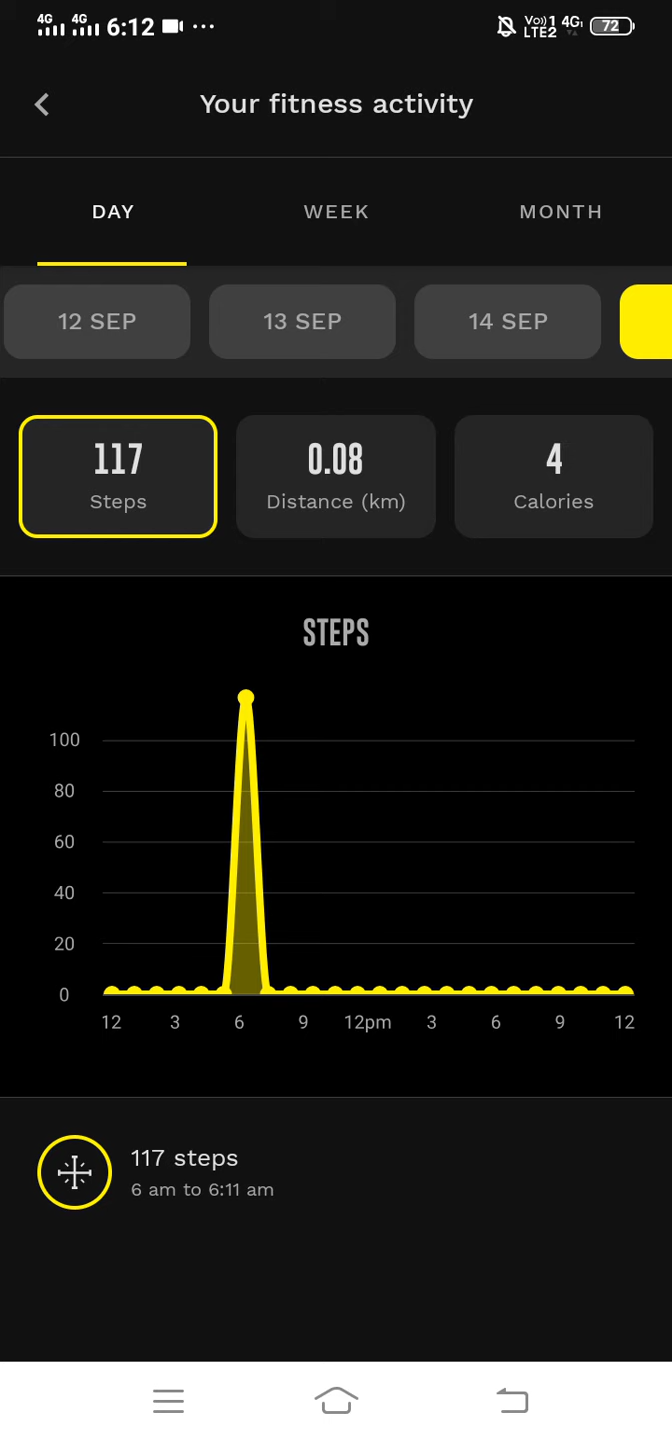 4G 4G 6:12 ... Vo))1 LTE2 4G 72
Your fitness activity
DAY WEEK MONTH
12 SEP 13 SEP 14 SEP
117 0.08 4
Steps Distance (km) Calories
STEPS
100
80
60
40
20
0
12 3 6 9 12pm 3 6 9 12
117 steps
6 am to 6:11 am